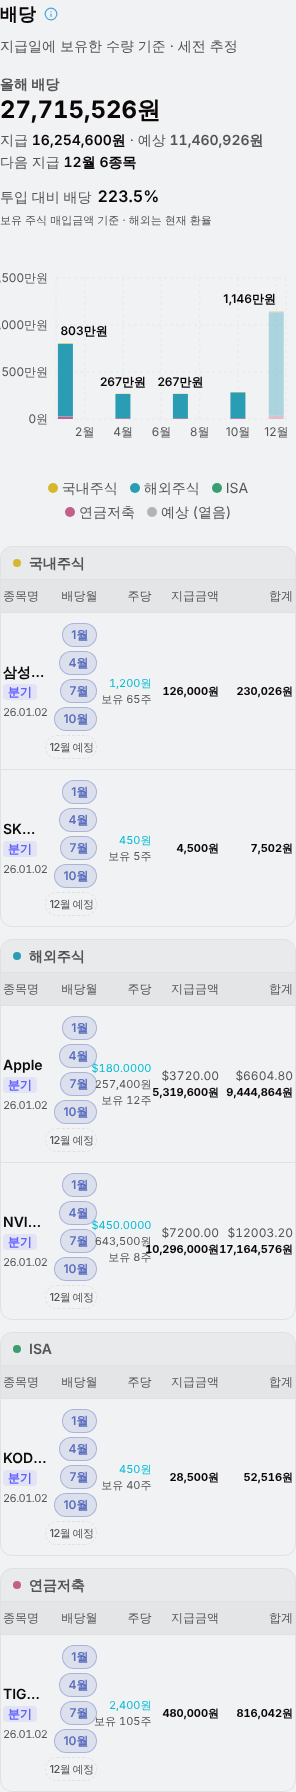 배당
지급일에 보유한 수량 기준 · 세전 추정
올해 배당
27,715,526원
지급 16,254,600원 · 예상 11,460,926원
다음 지급 12월 6종목
투입 대비 배당 223.5%
보유 주식 매입금액 기준 · 해외는 현재 환율
,500만원
1,146만원
,000만원
803만원
500만원
267만원 267만원
0원
2월 4월 6월 8월 10월 12월
국내주식 해외주식 ISA
연금저축 예상 (옅음)
국내주식
종목명 배당월 주당 지급금액 합계
삼성... 분기 26.01.02
1월 4월 7월 10월 12월 예정
1,200원 보유 65주
126,000원 230,026원
SK... 분기 26.01.02
1월 4월 7월 10월 12월 예정
450원 보유 5주
4,500원 7,502원
해외주식
종목명 배당월 주당 지급금액 합계
Apple 분기 26.01.02
1월 4월 7월 10월 12월 예정
$180.0000 257,400원 보유 12주
$3720.00 5,319,600원
$6604.80 9,444,864원
NVI... 분기 26.01.02
1월 4월 7월 10월 12월 예정
$450.0000 643,500원 보유 8주
$7200.00 10,296,000원
$12003.20 17,164,576원
ISA
종목명 배당월 주당 지급금액 합계
KOD... 분기 26.01.02
1월 4월 7월 10월 12월 예정
450원 보유 40주
28,500원 52,516원
연금저축
종목명 배당월 주당 지급금액 합계
TIG... 분기 26.01.02
1월 4월 7월 10월 12월 예정
2,400원 보유 105주
480,000원 816,042원